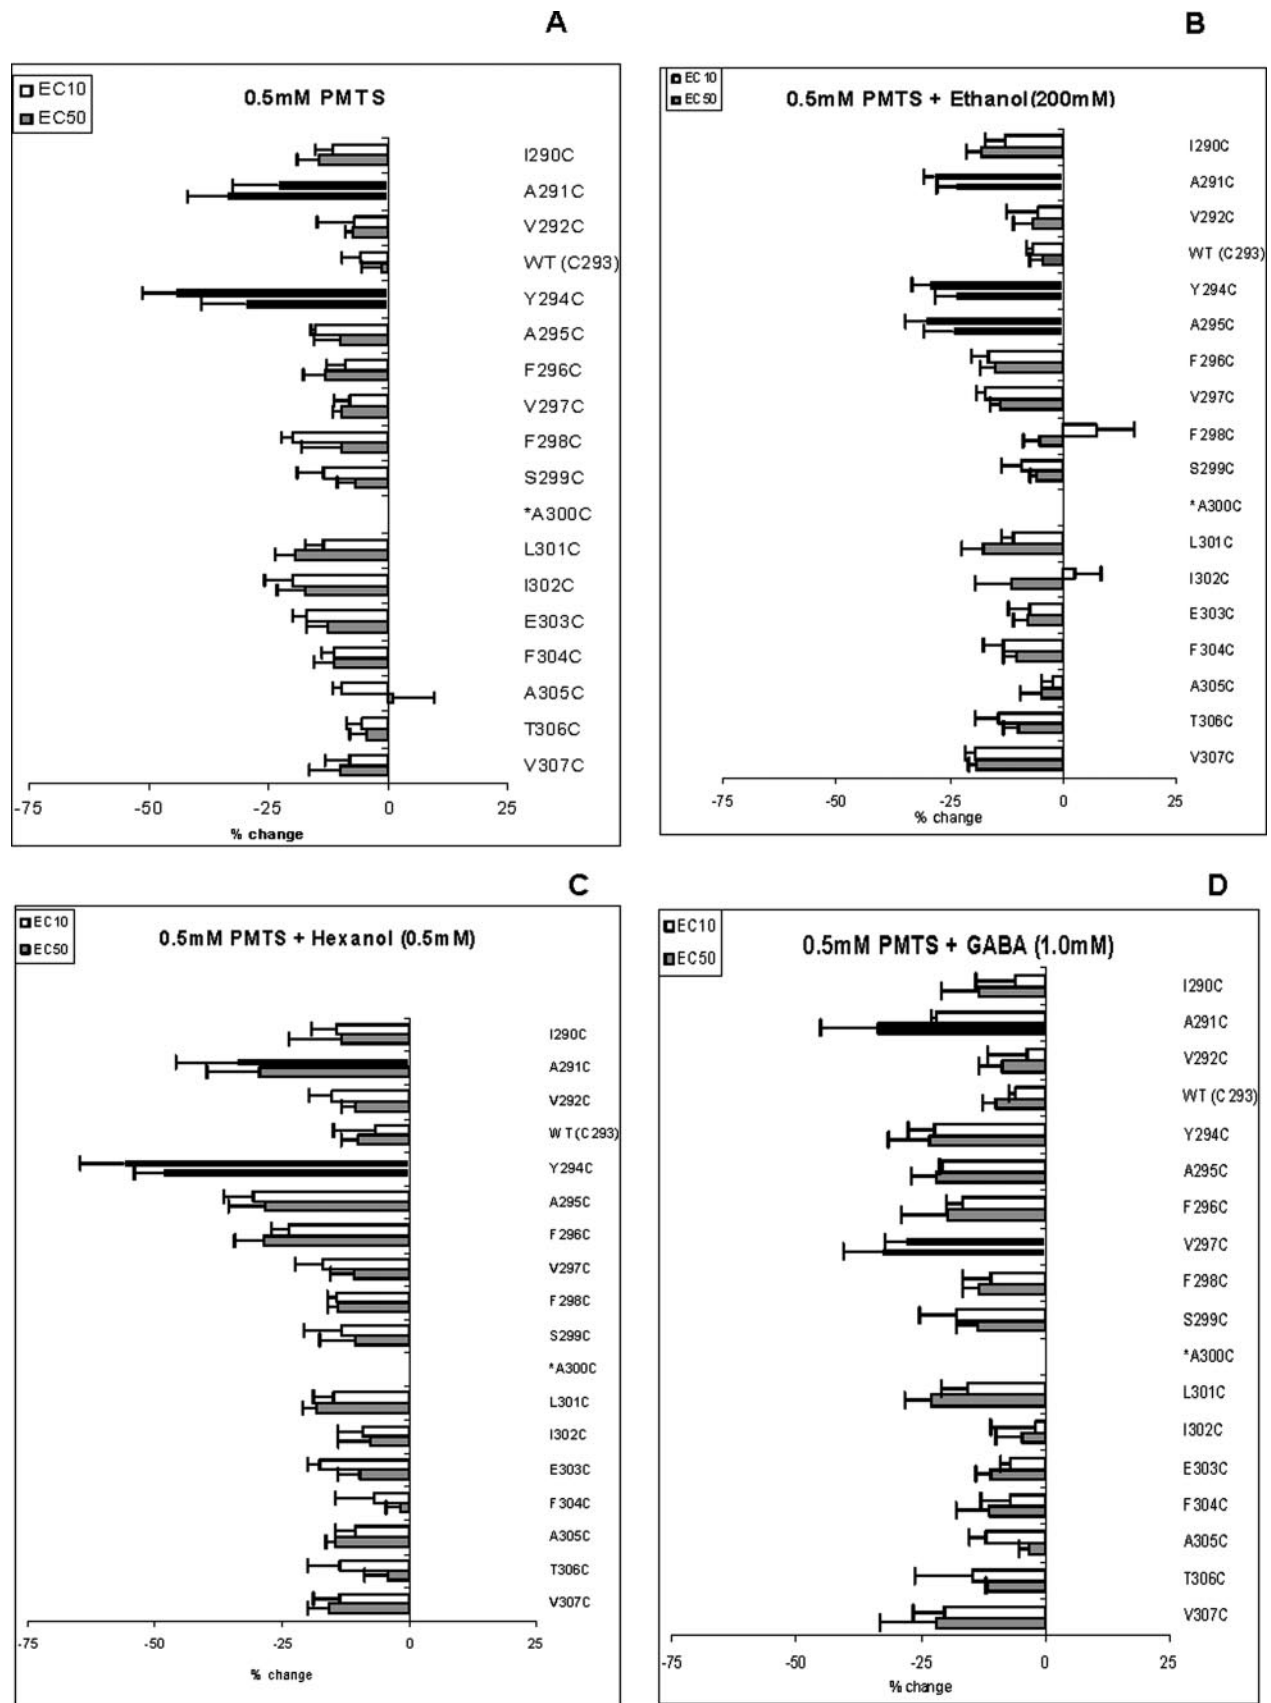 A
EC10
EC50
0.5mM PMTS
I290C
A291C
V292C
WT (C293)
Y294C
A295C
F296C
V297C
F298C
S299C
*A300C
L301C
I302C
E303C
F304C
A305C
T306C
V307C
-75 -50 -25 0 25
% change
B
EC10
EC50
0.5mM PMTS + Ethanol(200mM)
I290C
A291C
V292C
WT (C293)
Y294C
A295C
F296C
V297C
F298C
S299C
*A300C
L301C
I302C
E303C
F304C
A305C
T306C
V307C
-75 -50 -25 0 25
% change
C
EC10
EC50
0.5mM PMTS + Hexanol (0.5mM)
I290C
A291C
V292C
WT(C293)
Y294C
A295C
F296C
V297C
F298C
S299C
*A300C
L301C
I302C
E303C
F304C
A305C
T306C
V307C
-75 -50 -25 0 25
% change
D
EC10
EC50
0.5mM PMTS + GABA (1.0mM)
I290C
A291C
V292C
WT (C293)
Y294C
A295C
F296C
V297C
F298C
S299C
*A300C
L301C
I302C
E303C
F304C
A305C
T306C
V307C
-75 -50 -25 0 25
% change